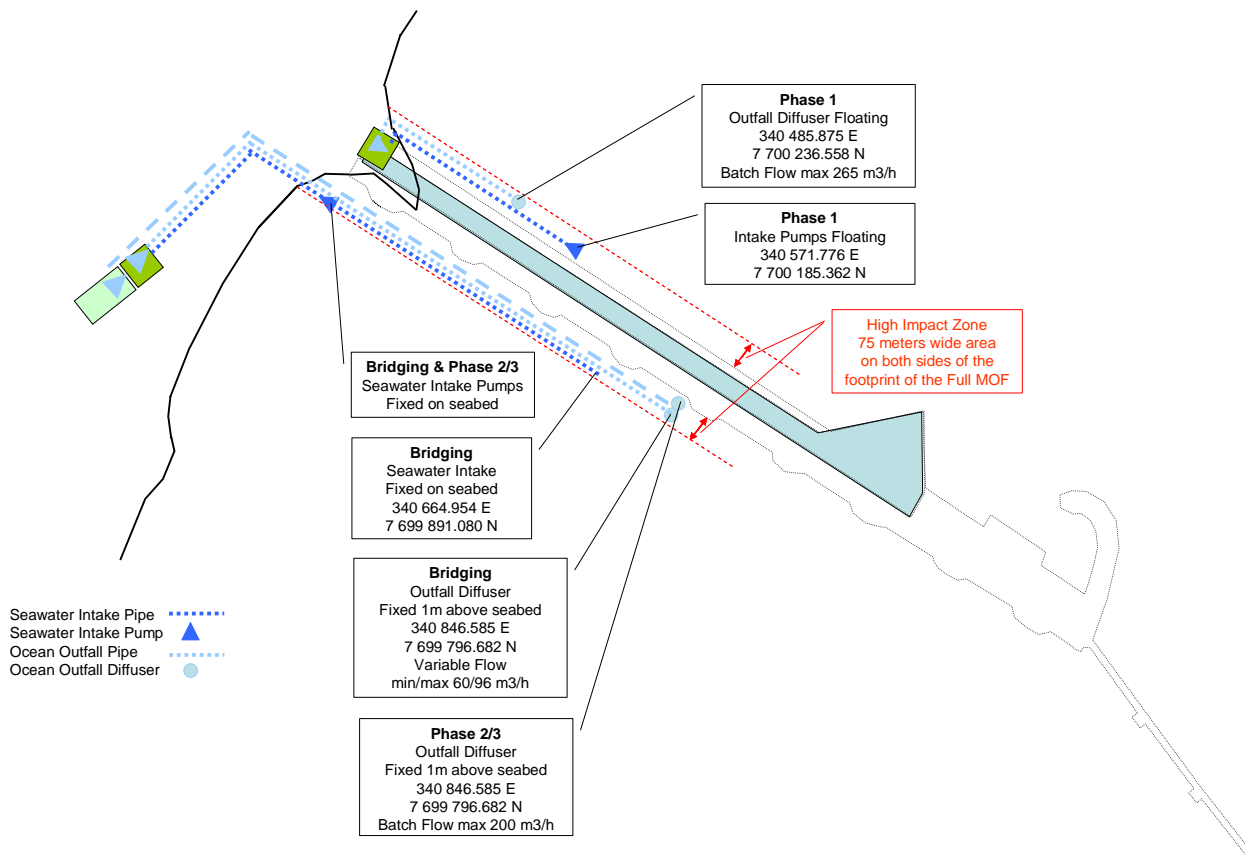 Phase 1
Outfall Diffuser Floating
340 485.875 E
7 700 236.558 N
Batch Flow max 265 m3/h
Phase 1
Intake Pumps Floating
340 571.776 E
7 700 185.362 N
High Impact Zone
75 meters wide area
on both sides of the
footprint of the Full MOF
Bridging & Phase 2/3
Seawater Intake Pumps
Fixed on seabed
Bridging
Seawater Intake
Fixed on seabed
340 664.954 E
7 699 891.080 N
Bridging
Outfall Diffuser
Fixed 1m above seabed
340 846.585 E
7 699 796.682 N
Variable Flow
min/max 60/96 m3/h
Phase 2/3
Outfall Diffuser
Fixed 1m above seabed
340 846.585 E
7 699 796.682 N
Batch Flow max 200 m3/h
Seawater Intake Pipe
Seawater Intake Pump
Ocean Outfall Pipe
Ocean Outfall Diffuser